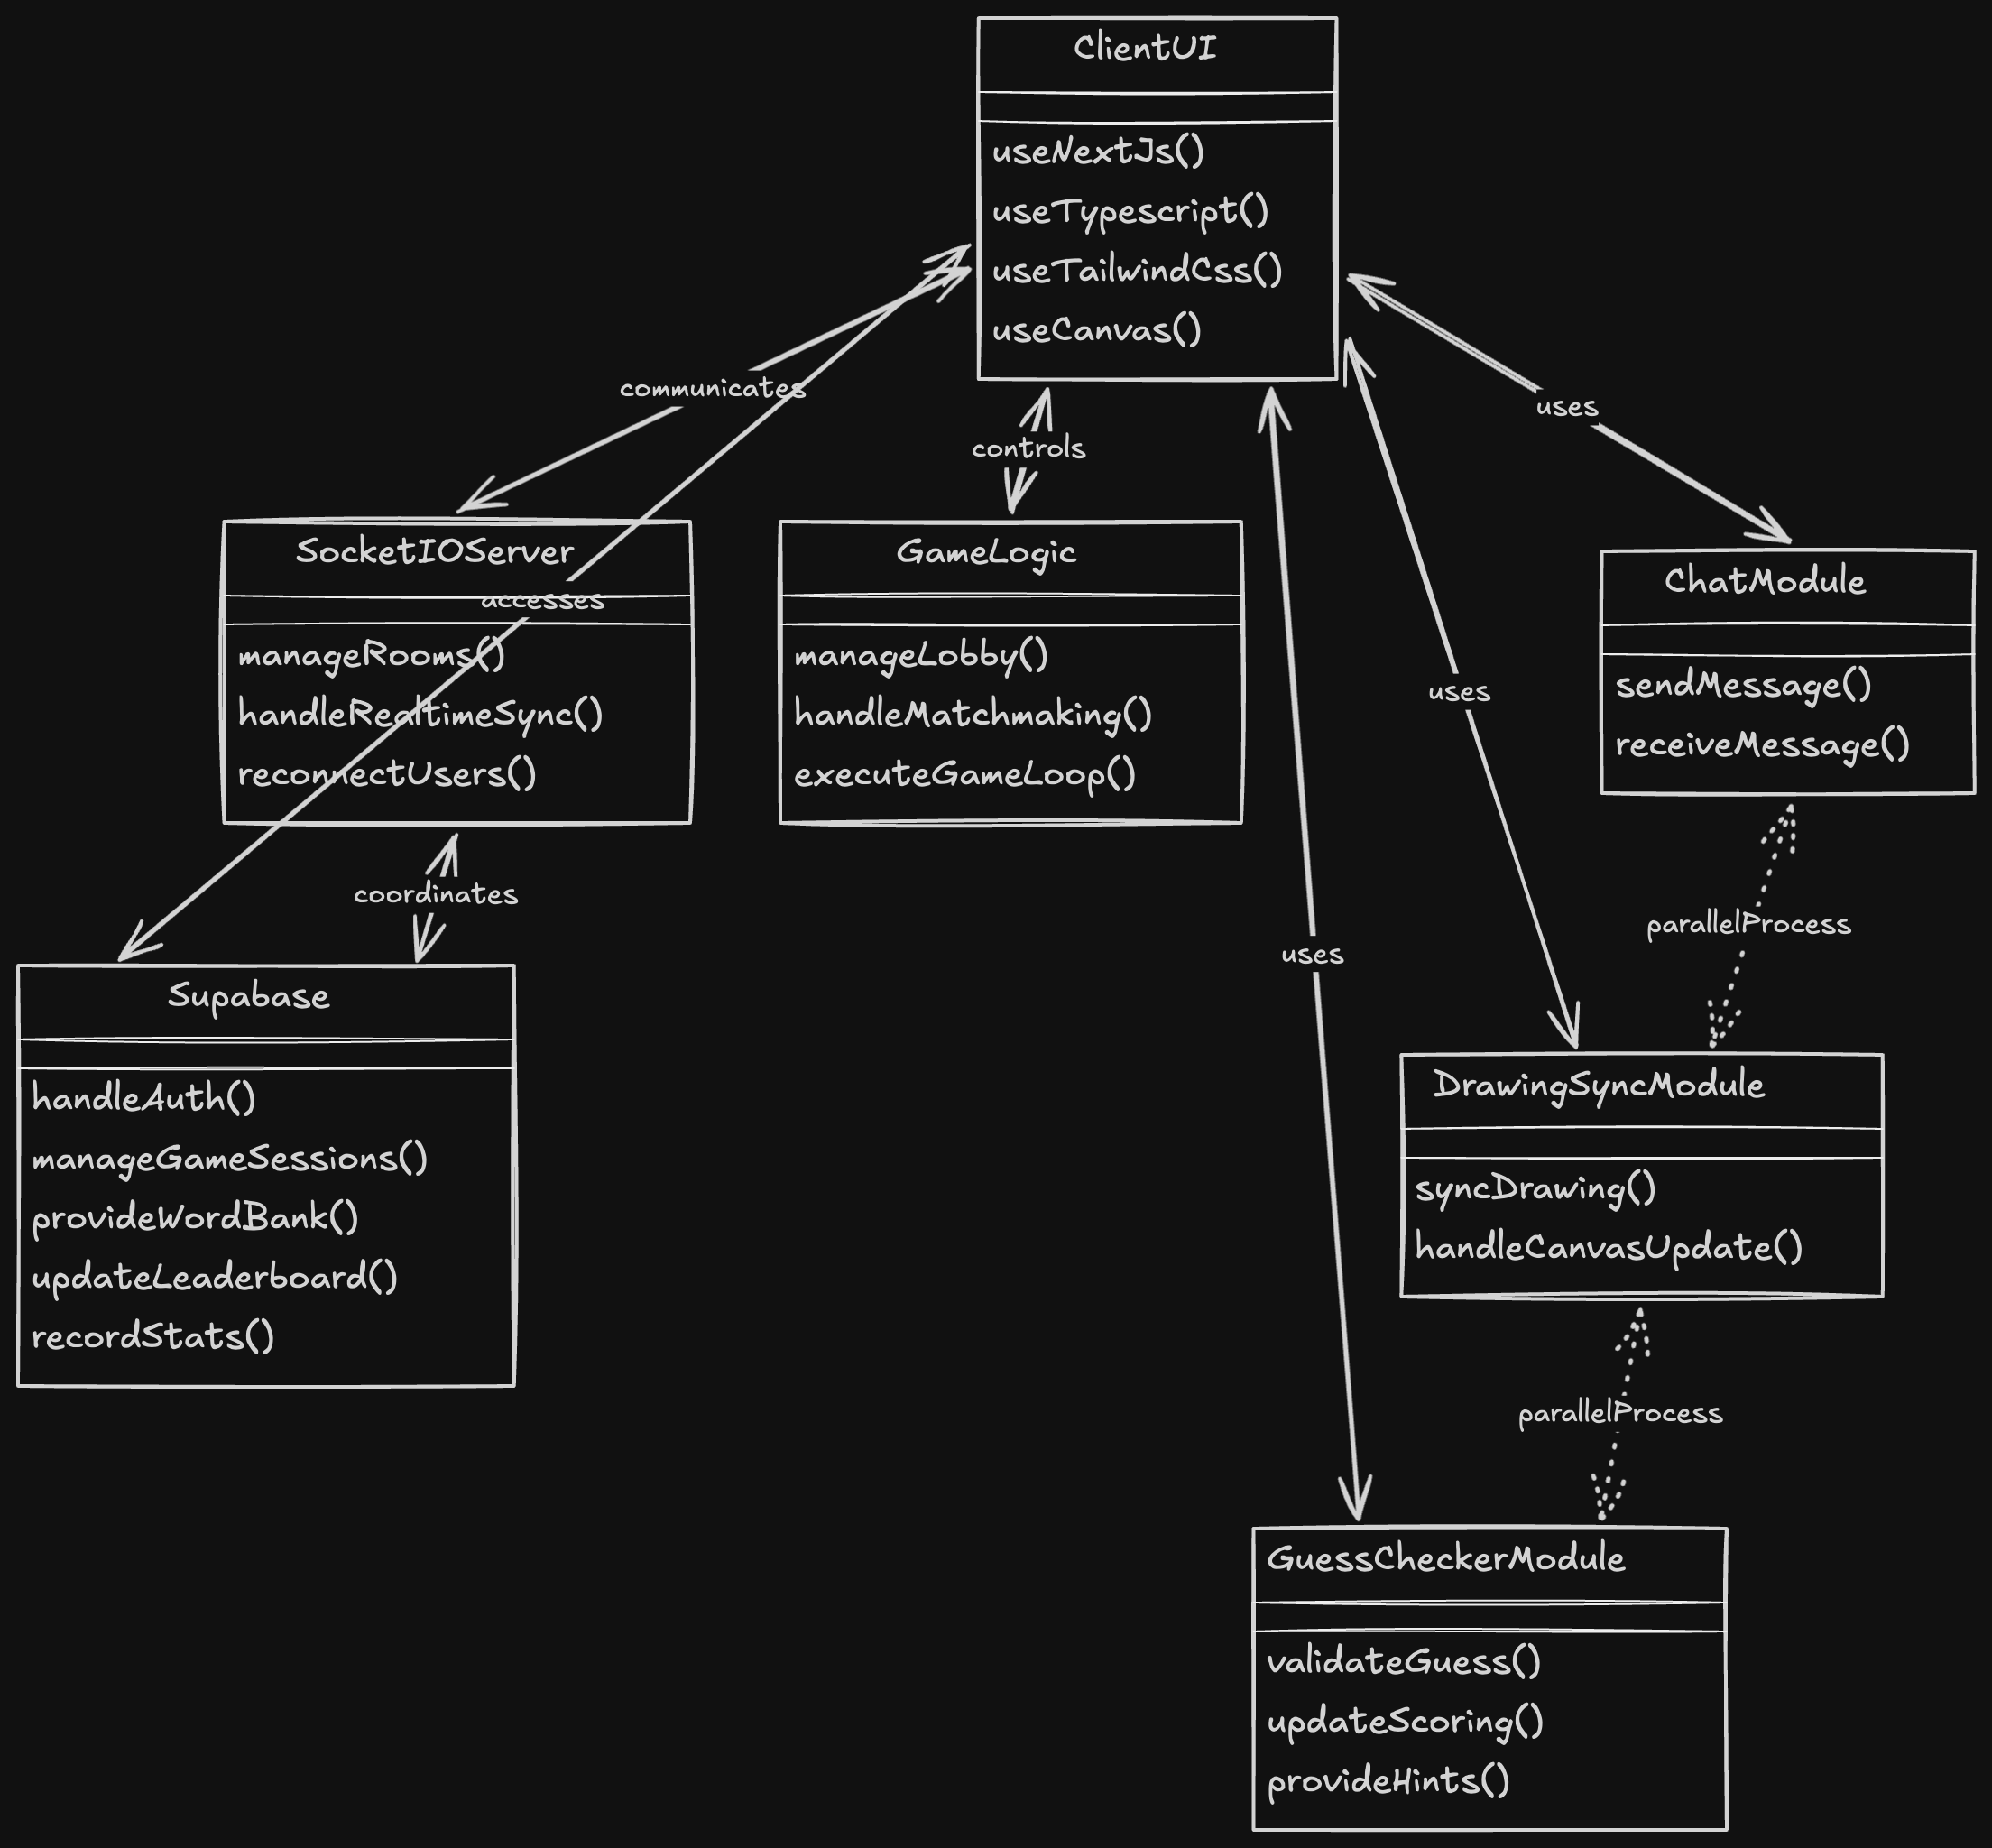 ClientUI
useNextJs()
useTypescript()
useTailwindCss()
useCanvas()
communicates
controls
uses
SocketIOServer
accesses
manageRooms()
handleRealtimeSync()
reconnectUsers()
GameLogic
manageLobby()
handleMatchmaking()
executeGameLoop()
ChatModule
sendMessage()
receiveMessage()
uses
coordinates
uses
parallelProcess
Supabase
handleAuth()
manageGameSessions()
provideWordBank()
updateLeaderboard()
recordStats()
DrawingSyncModule
syncDrawing()
handleCanvasUpdate()
parallelProcess
GuessCheckerModule
validateGuess()
updateScoring()
provideHints()